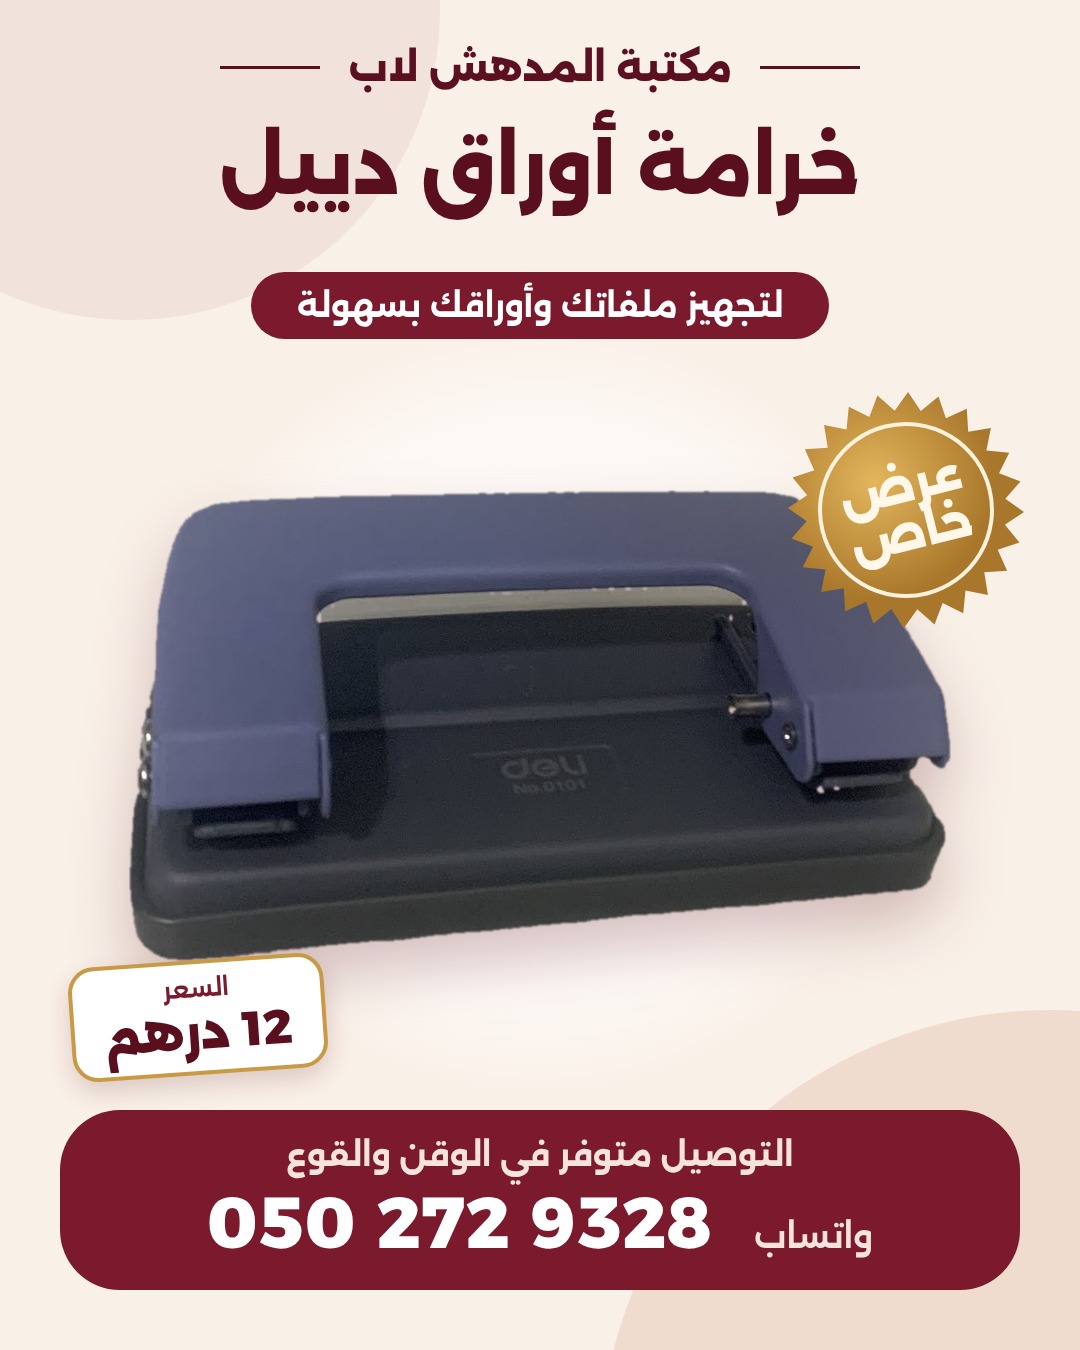 مكتبة المدهش لاب
خرامة أوراق دييل
لتجهيز ملفاتك وأوراقك بسهولة
عرض
خاص
deli
No.0101
السعر
12 درهم
التوصيل متوفر في الوقن والقوع
واتساب 050 272 9328